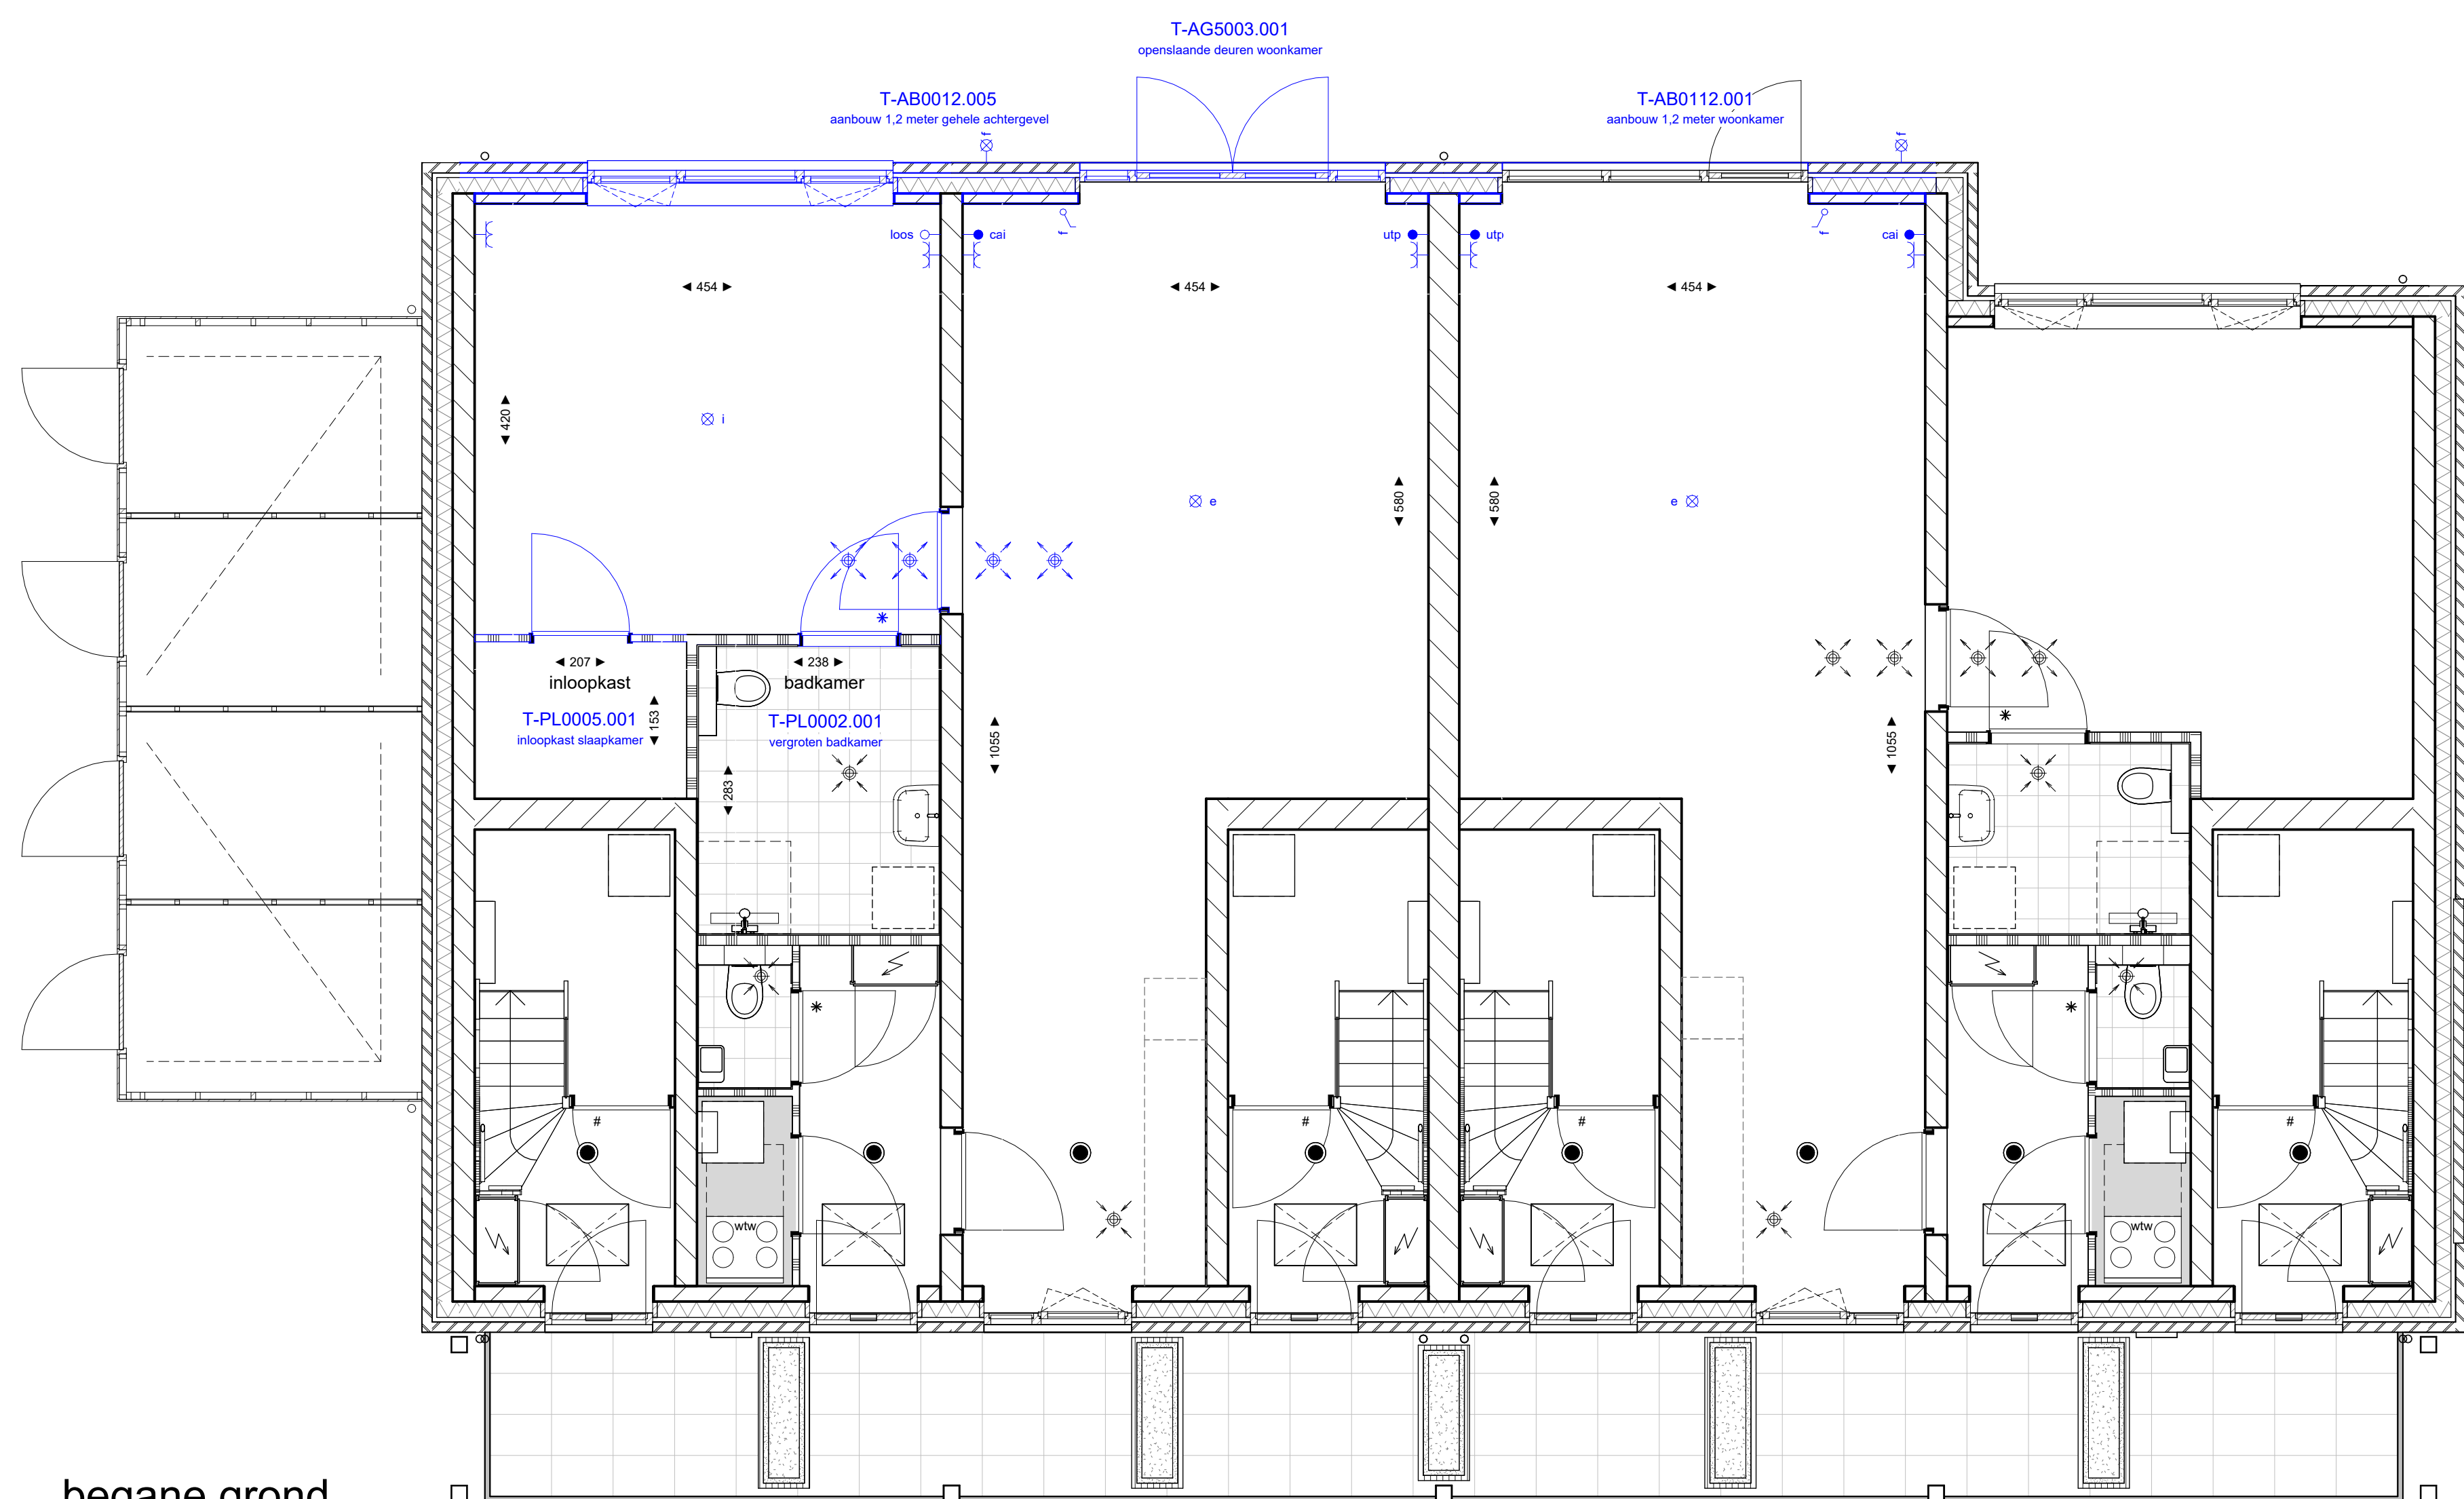 T-AG5003.001
openslaande deuren woonkamer
T-AB0012.005
aanbouw 1,2 meter gehele achtergevel
T-AB0112.001
aanbouw 1,2 meter woonkamer
f
f
f
f
loos
cai
utp
utp
cai
454
454
454
420
i
580
580
e
e
*
207
238
inloopkast
badkamer
T-PL0005.001
inloopkast slaapkamer
153
T-PL0002.001
vergroten badkamer
283
1055
1055
*
*
*
#
#
#
#
wtw
wtw
begane grond